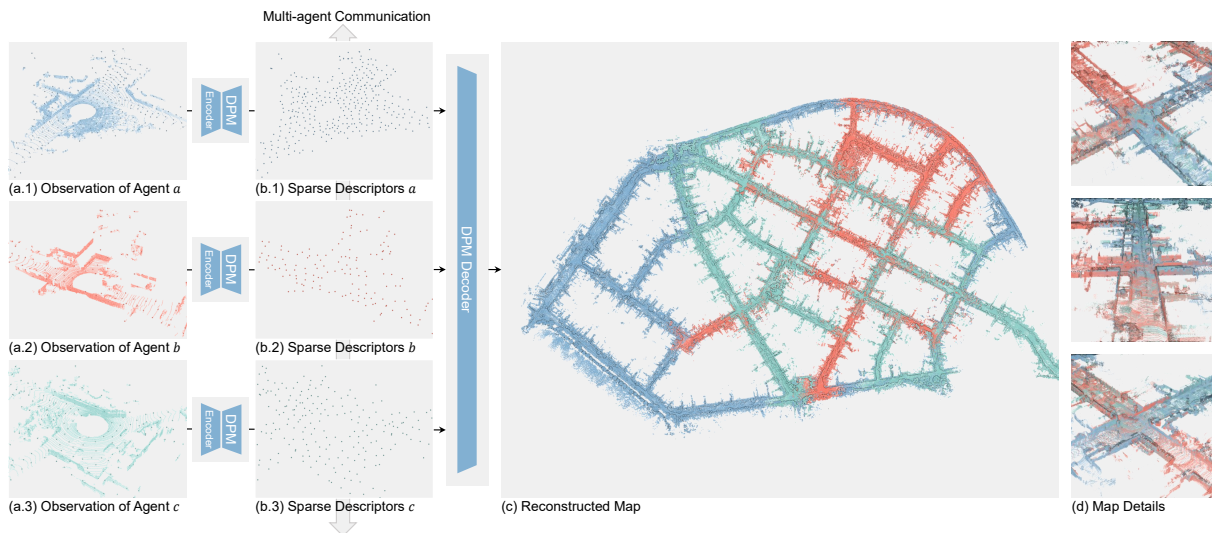 Multi-agent Communication
DPM
Encoder
(a.1) Observation of Agent a
(b.1) Sparse Descriptors a
DPM
Encoder
(a.2) Observation of Agent b
(b.2) Sparse Descriptors b
DPM
Encoder
(a.3) Observation of Agent c
(b.3) Sparse Descriptors c
DPM Decoder
(c) Reconstructed Map
(d) Map Details